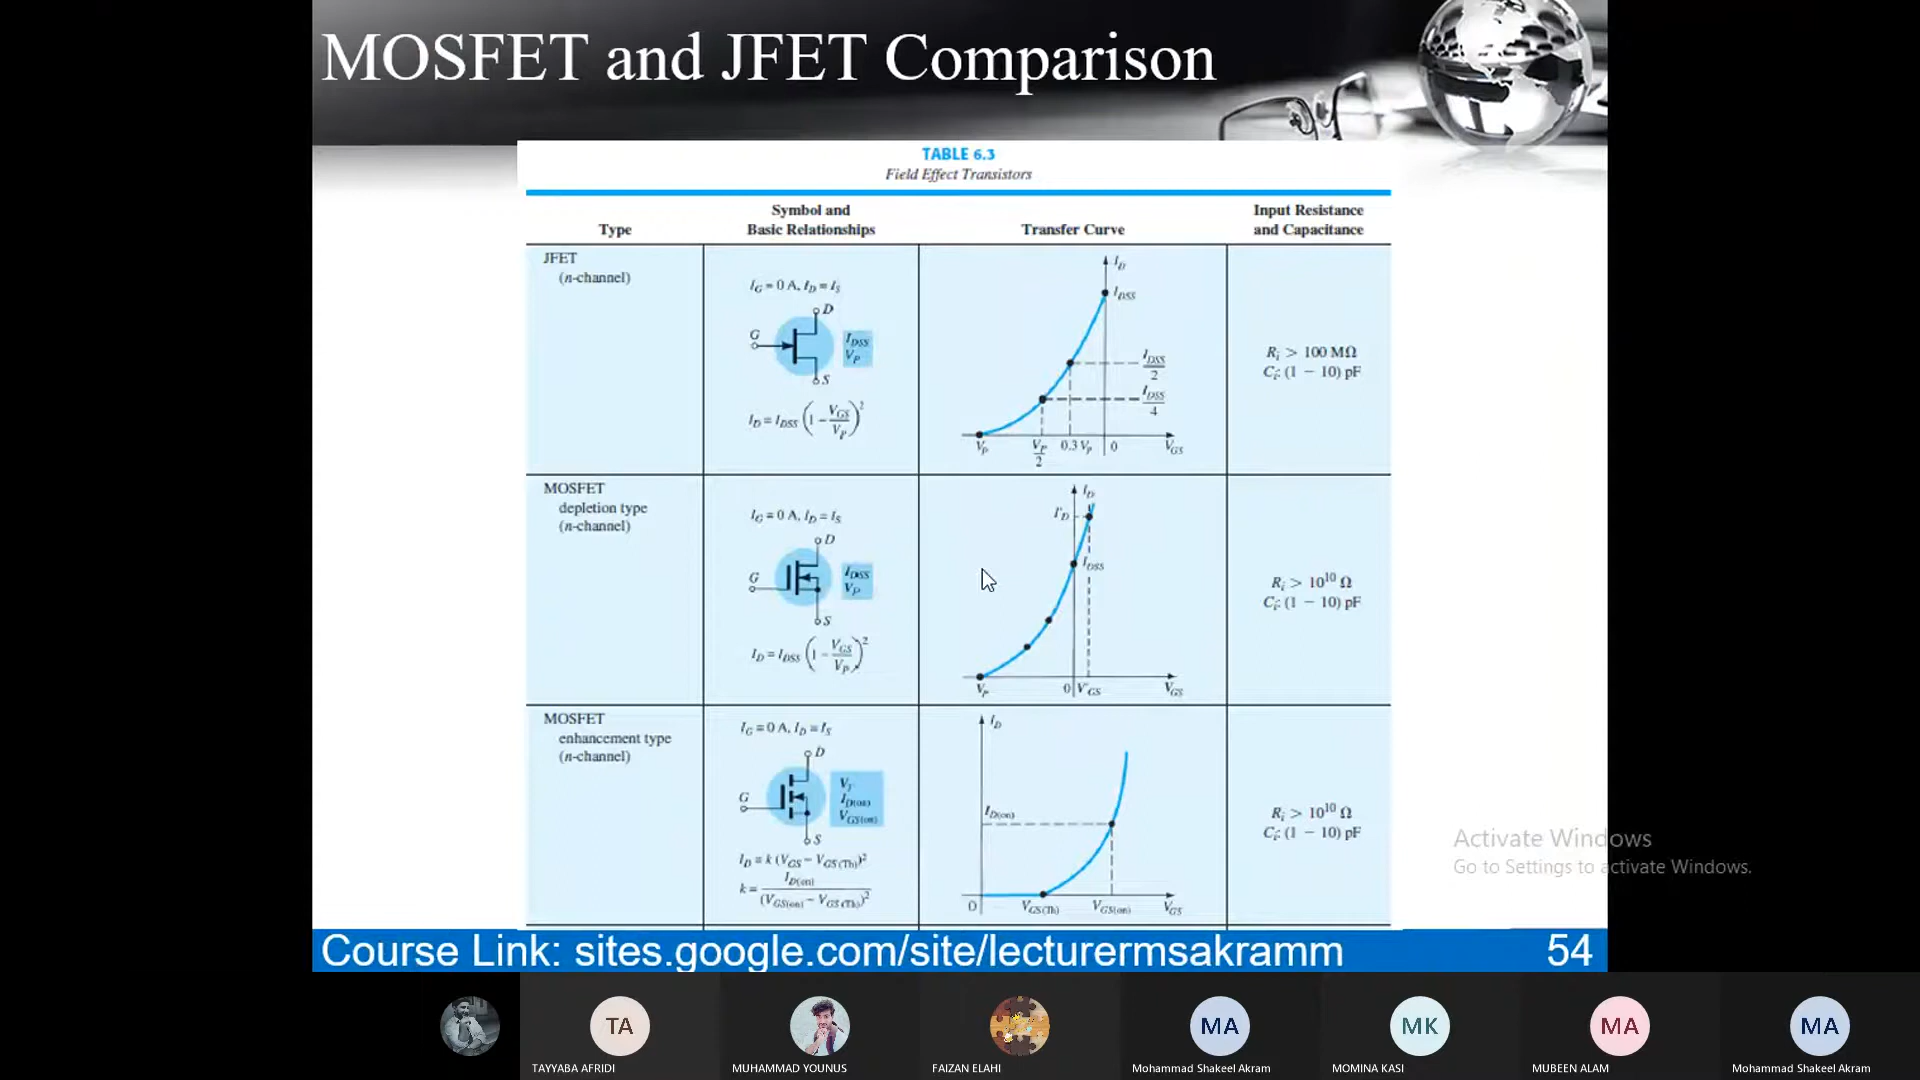 MOSFET and JFET Comparison
TABLE 6.3
Field Effect Transistors
Type
Symbol and
Basic Relationships
Transfer Curve
Input Resistance
and Capacitance
JFET
(n-channel)
I_G = 0 A, I_D = I_S
D
G
I_DSS
V_P
S
I_D = I_DSS (1 - V_GS/V_P)^2
I_D
I_DSS
I_DSS/2
I_DSS/4
V_P
V_P/2
0.3 V_P
0
V_GS
R_i > 100 MΩ
C_i: (1 − 10) pF
MOSFET
depletion type
(n-channel)
I_G = 0 A, I_D = I_S
D
G
I_DSS
V_P
S
I_D = I_DSS (1 - V_GS/V_P)^2
I_D
I'_D
I_DSS
V_P
0
V'_GS
V_GS
R_i > 10^10 Ω
C_i: (1 − 10) pF
MOSFET
enhancement type
(n-channel)
I_G = 0 A, I_D = I_S
D
G
V_T
I_D(on)
V_GS(on)
S
I_D = k (V_GS − V_GS(Th))^2
k = I_D(on)/(V_GS(on) − V_GS(Th))^2
I_D
I_D(on)
0
V_GS(Th)
V_GS(on)
V_GS
R_i > 10^10 Ω
C_i: (1 − 10) pF
Activate Windows
Go to Settings to activate Windows.
Course Link: sites.google.com/site/lecturermsakramm
54
TA
MA
MK
MA
MA
TAYYABA AFRIDI
MUHAMMAD YOUNUS
FAIZAN ELAHI
Mohammad Shakeel Akram
MOMINA KASI
MUBEEN ALAM
Mohammad Shakeel Akram